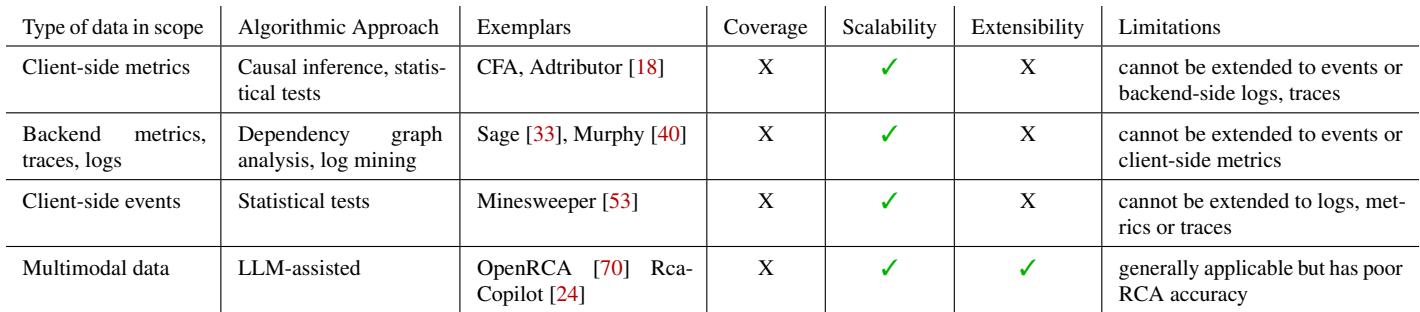 Type of data in scope Algorithmic Approach Exemplars Coverage Scalability Extensibility Limitations
Client-side metrics Causal inference, statis- CFA, Adtributor [18] X ✓ X cannot be extended to events or
tical tests backend-side logs, traces
Backend metrics, Dependency graph Sage [33], Murphy [40] X ✓ X cannot be extended to events or
traces, logs analysis, log mining client-side metrics
Client-side events Statistical tests Minesweeper [53] X ✓ X cannot be extended to logs, met-
rics or traces
Multimodal data LLM-assisted OpenRCA [70] Rca- X ✓ ✓ generally applicable but has poor
Copilot [24] RCA accuracy